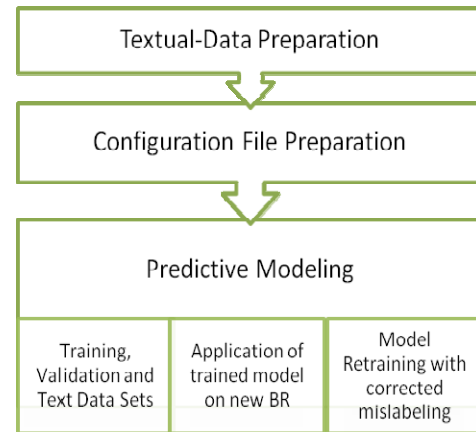 Textual-Data Preparation
Configuration File Preparation
Predictive Modeling
Training,
Validation and
Text Data Sets
Application of
trained model
on new BR
Model
Retraining with
corrected
mislabeling